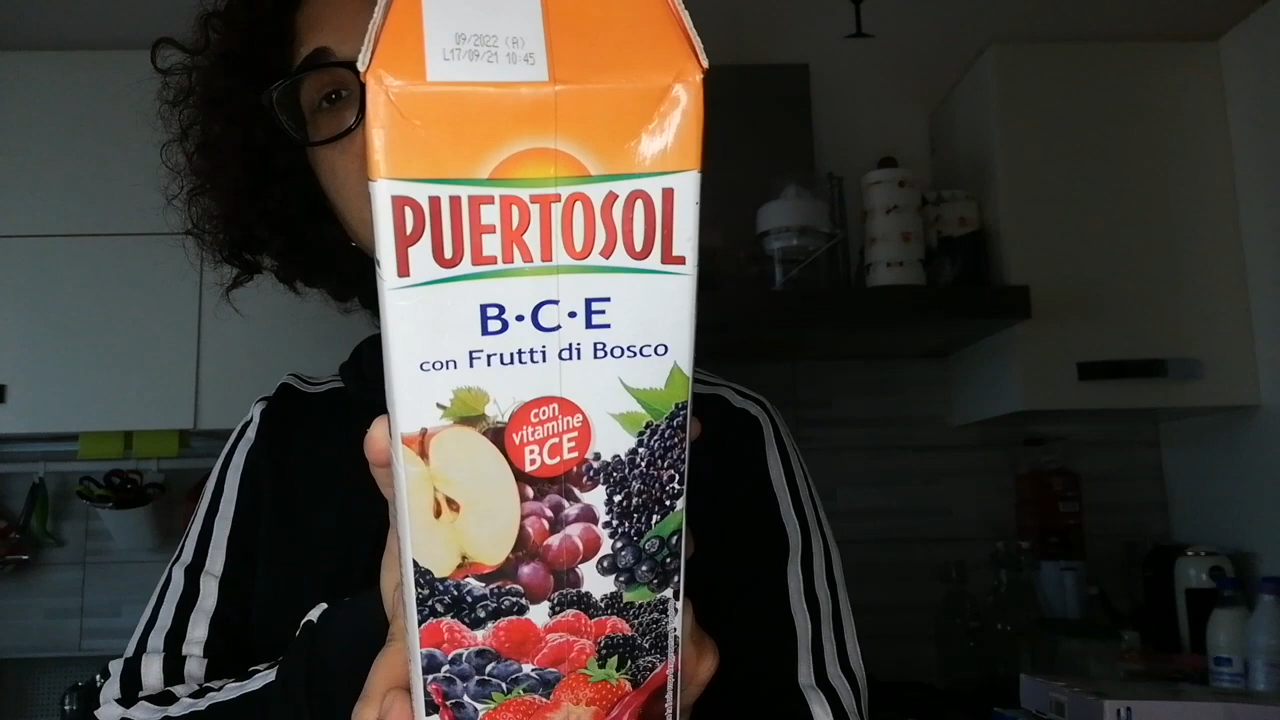 09/2022 (A)
L17/09/21 10:45
PUERTOSOL
B·C·E
con Frutti di Bosco
con
vitamine
BCE